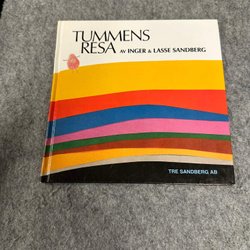 TUMMENS
RESA AV INGER & LASSE SANDBERG
TRE SANDBERG AB